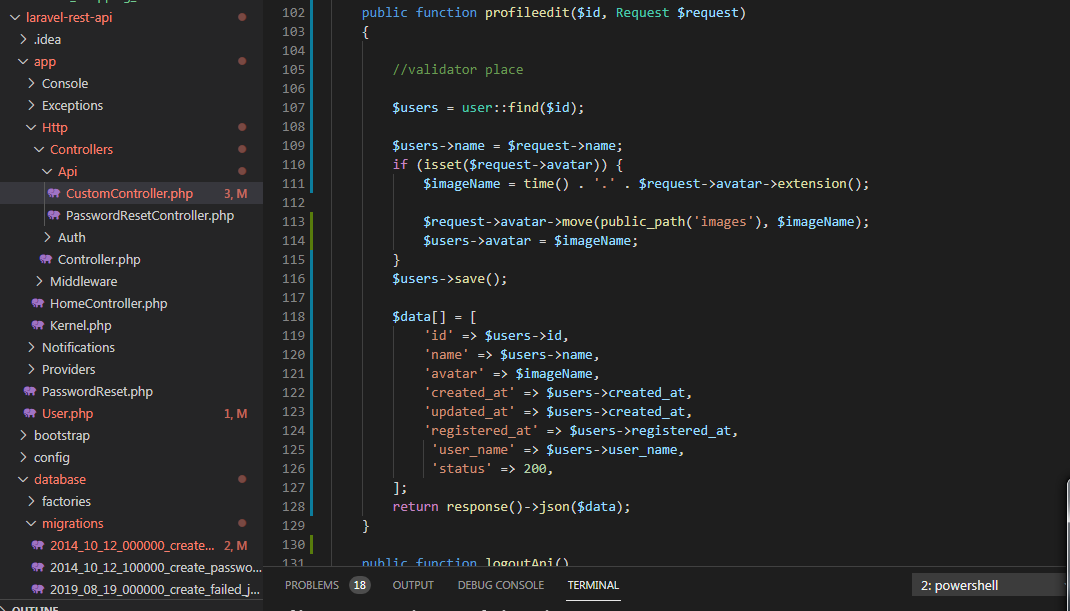 laravel-rest-api
.idea
app
Console
Exceptions
Http
Controllers
Api
CustomController.php 3, M
PasswordResetController.php
Auth
Controller.php
Middleware
HomeController.php
Kernel.php
Notifications
Providers
PasswordReset.php
User.php 1, M
bootstrap
config
database
factories
migrations
2014_10_12_000000_create... 2, M
2014_10_12_100000_create_passwo...
2019_08_19_000000_create_failed_j...
OUTLINE
102 public function profileedit($id, Request $request)
103 {
104
105 //validator place
106
107 $users = user::find($id);
108
109 $users->name = $request->name;
110 if (isset($request->avatar)) {
111 $imageName = time() . '.' . $request->avatar->extension();
112
113 $request->avatar->move(public_path('images'), $imageName);
114 $users->avatar = $imageName;
115 }
116 $users->save();
117
118 $data[] = [
119 'id' => $users->id,
120 'name' => $users->name,
121 'avatar' => $imageName,
122 'created_at' => $users->created_at,
123 'updated_at' => $users->created_at,
124 'registered_at' => $users->registered_at,
125 'user_name' => $users->user_name,
126 'status' => 200,
127 ];
128 return response()->json($data);
129 }
130
131 public function logoutApi()
PROBLEMS 18 OUTPUT DEBUG CONSOLE TERMINAL 2: powershell